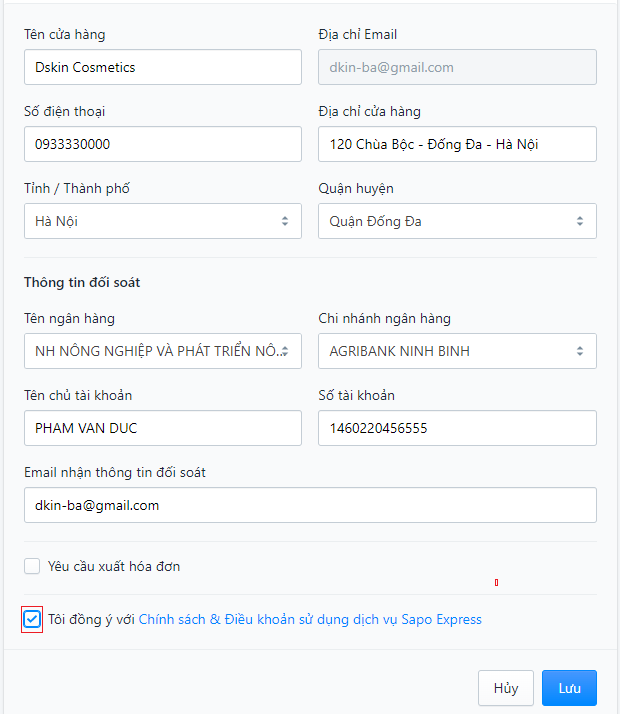 Tên cửa hàng
Địa chỉ Email
Dskin Cosmetics
dkin-ba@gmail.com
Số điện thoại
Địa chỉ cửa hàng
0933330000
120 Chùa Bộc - Đống Đa - Hà Nội
Tỉnh / Thành phố
Quận huyện
Hà Nội
Quận Đống Đa
Thông tin đối soát
Tên ngân hàng
Chi nhánh ngân hàng
NH NÔNG NGHIỆP VÀ PHÁT TRIỂN NÔ...
AGRIBANK NINH BINH
Tên chủ tài khoản
Số tài khoản
PHAM VAN DUC
1460220456555
Email nhận thông tin đối soát
dkin-ba@gmail.com
Yêu cầu xuất hóa đơn
Tôi đồng ý với Chính sách & Điều khoản sử dụng dịch vụ Sapo Express
Hủy
Lưu